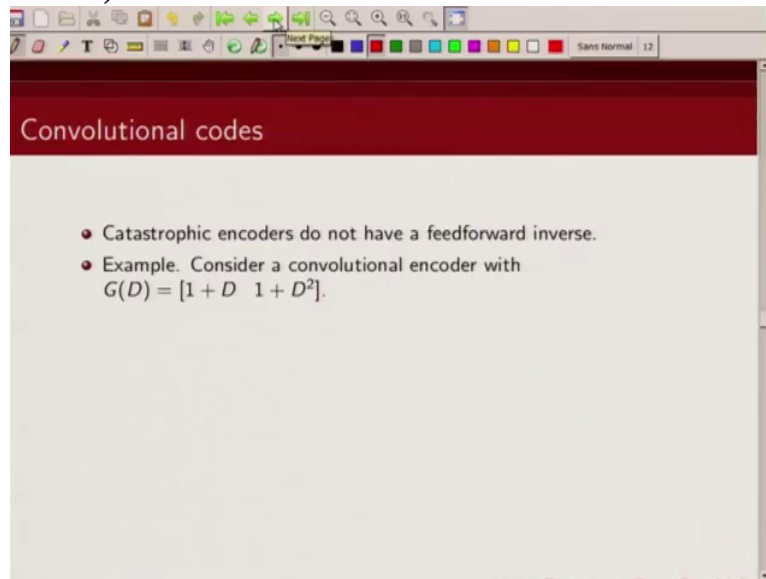 Next Page
Sans Normal 12
Convolutional codes
Catastrophic encoders do not have a feedforward inverse.
Example. Consider a convolutional encoder with
G(D) = [1 + D  1 + D²].